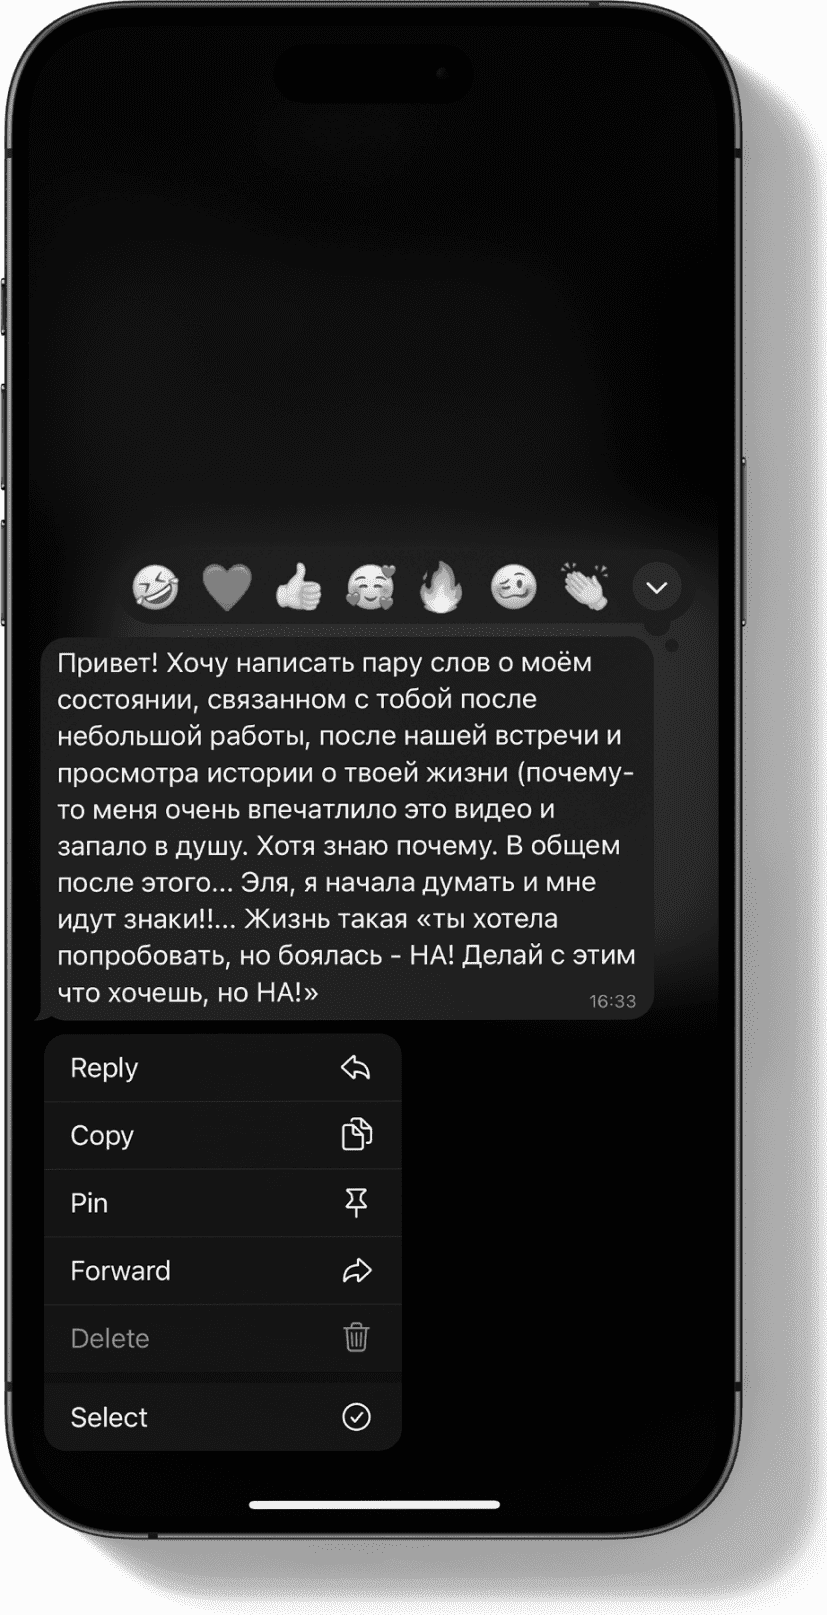 Привет! Хочу написать пару слов о моём
состоянии, связанном с тобой после
небольшой работы, после нашей встречи и
просмотра истории о твоей жизни (почему-
то меня очень впечатлило это видео и
запало в душу. Хотя знаю почему. В общем
после этого... Эля, я начала думать и мне
идут знаки!!... Жизнь такая «ты хотела
попробовать, но боялась - НА! Делай с этим
что хочешь, но НА!»
16:33
Reply
Copy
Pin
Forward
Delete
Select